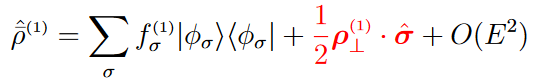 $\hat{\bar{\rho}}^{(1)} = \sum_{\sigma} f_{\sigma}^{(1)} |\phi_{\sigma}\rangle\langle\phi_{\sigma}| + \frac{1}{2} \boldsymbol{\rho}_{\perp}^{(1)} \cdot \hat{\boldsymbol{\sigma}} + O(E^2)$